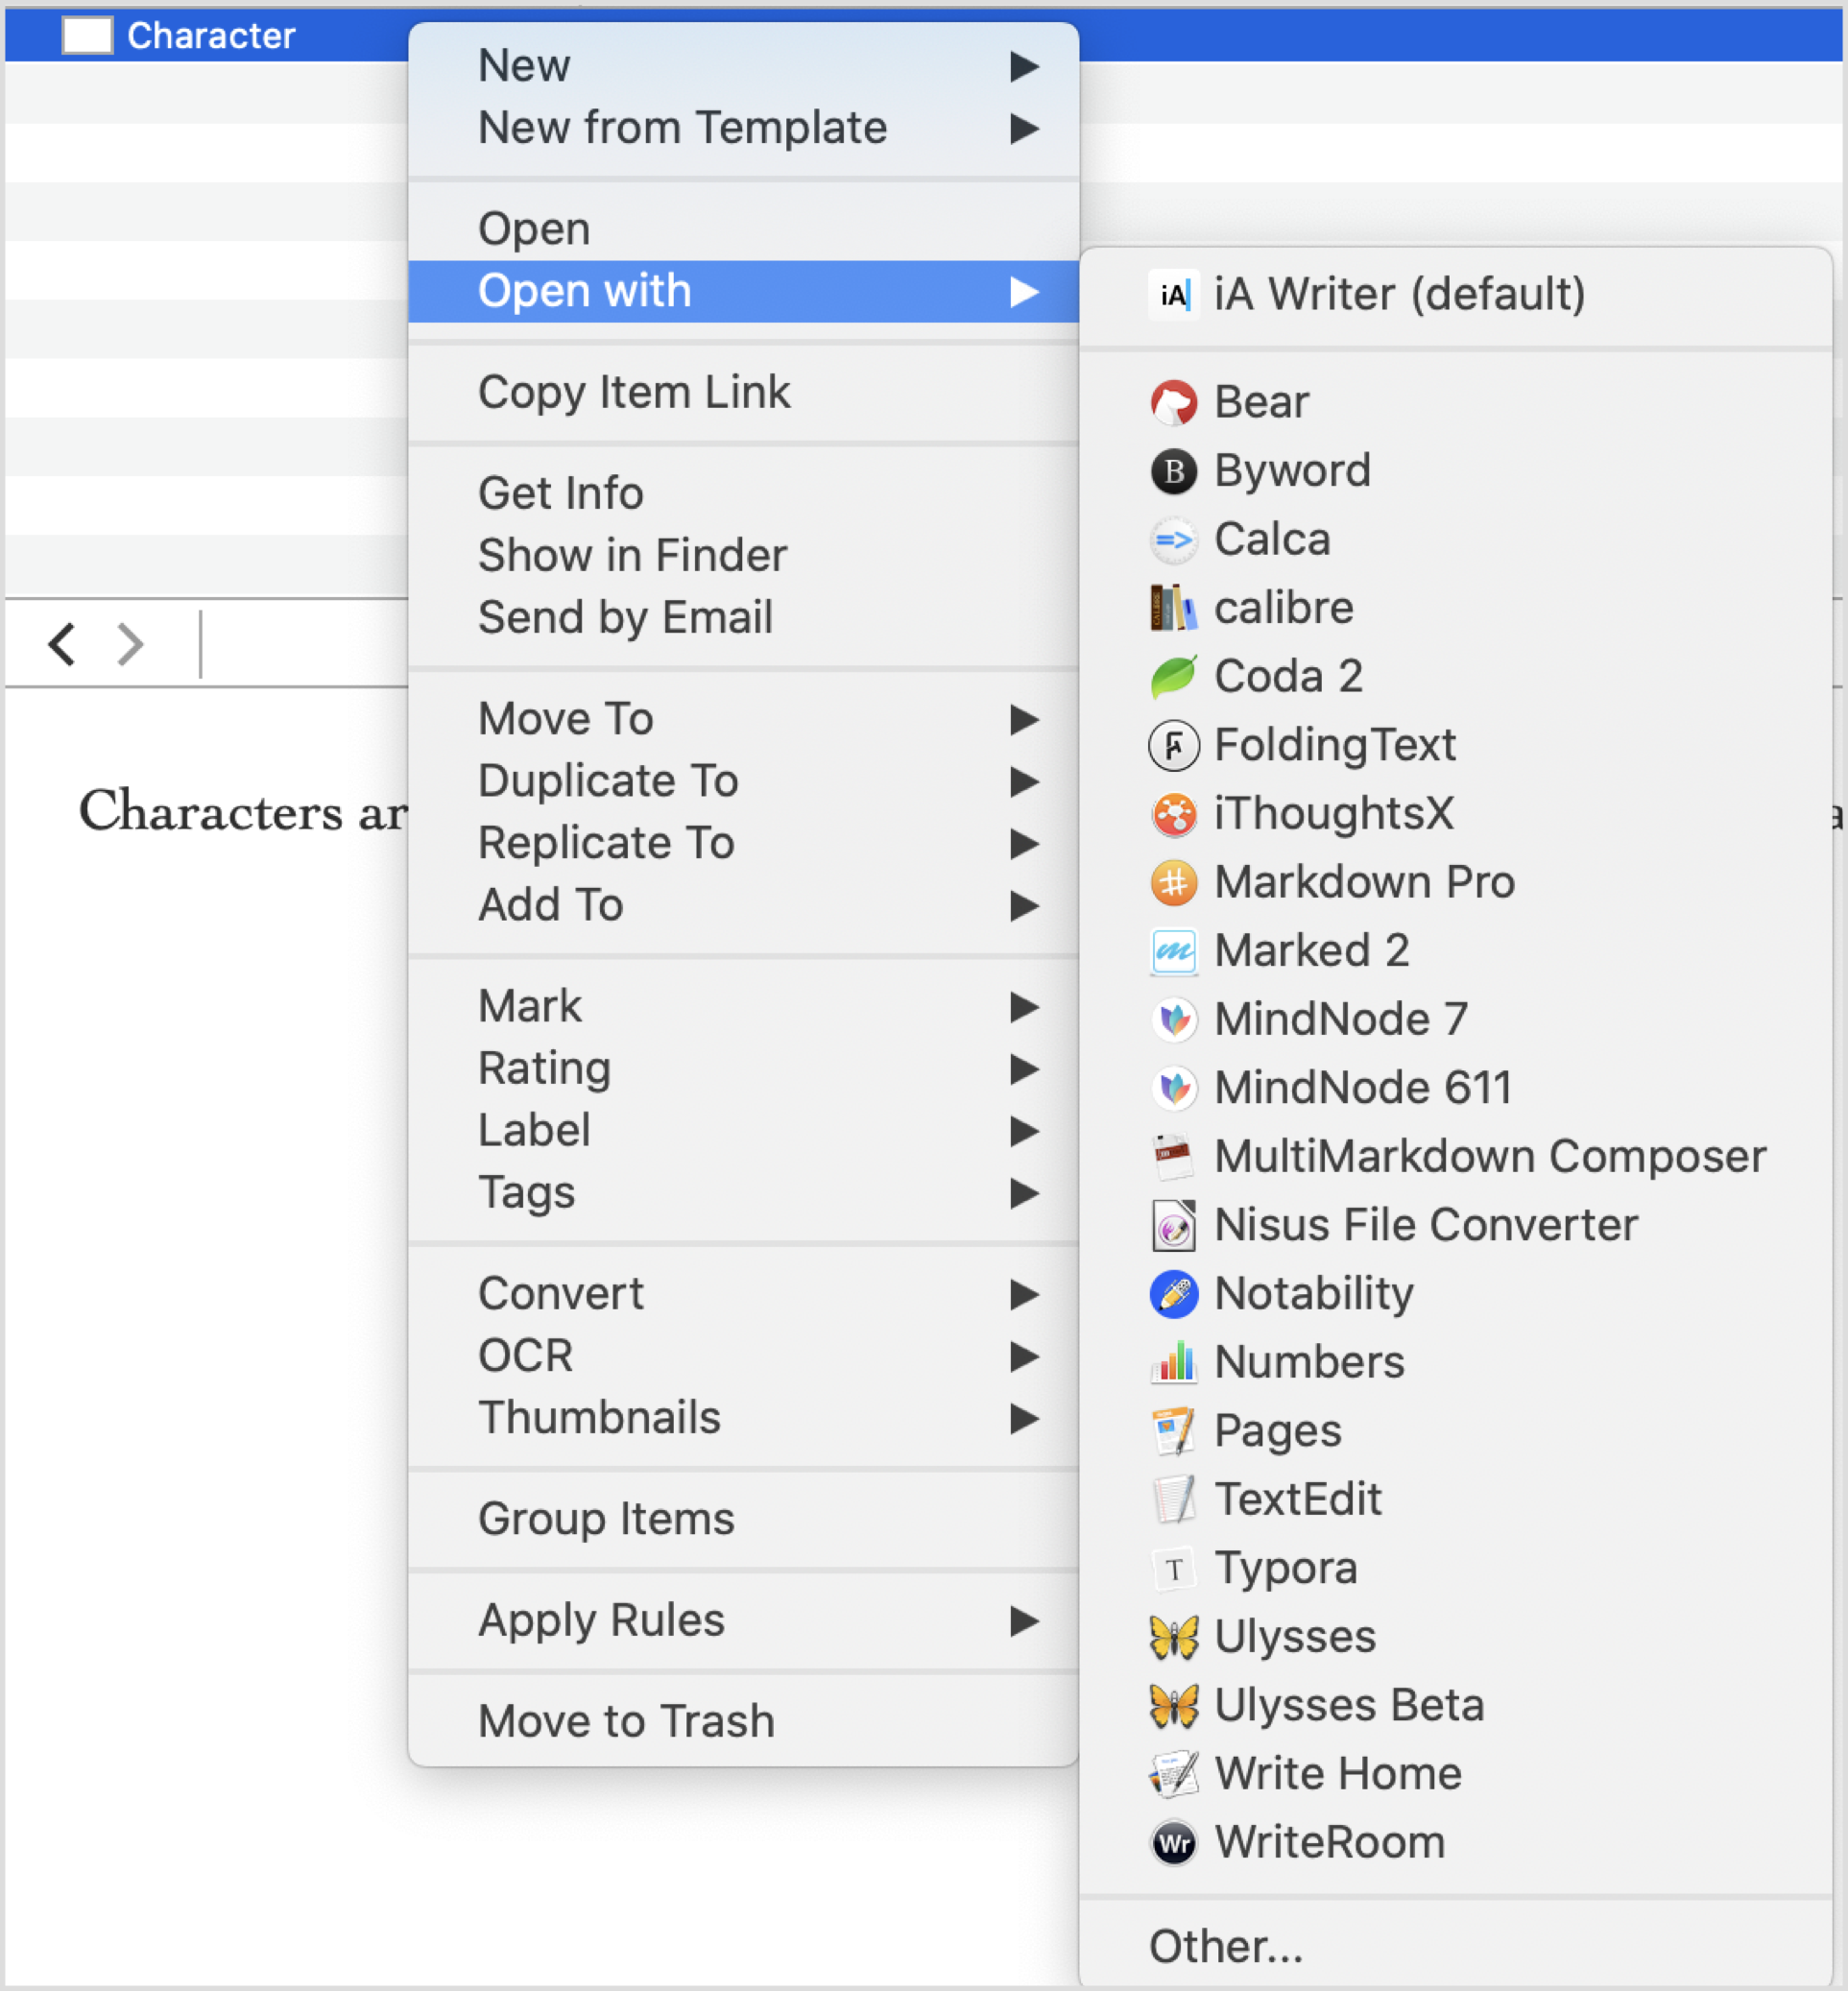 Character
New
New from Template
Open
Open with
Copy Item Link
Get Info
Show in Finder
Send by Email
Move To
Duplicate To
Replicate To
Add To
Mark
Rating
Label
Tags
Convert
OCR
Thumbnails
Group Items
Apply Rules
Move to Trash
iA iA Writer (default)
Bear
B Byword
Calca
calibre
Coda 2
FoldingText
iThoughtsX
Markdown Pro
Marked 2
MindNode 7
MindNode 611
MultiMarkdown Composer
Nisus File Converter
Notability
Numbers
Pages
TextEdit
T Typora
Ulysses
Ulysses Beta
Write Home
Wr WriteRoom
Other...
Characters ar